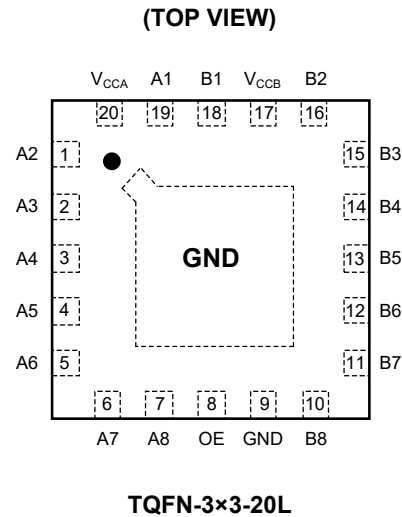 (TOP VIEW)
VCCA A1 B1 VCCB B2
20 19 18 17 16
A2 1 15 B3
A3 2 14 B4
GND
A4 3 13 B5
A5 4 12 B6
A6 5 11 B7
6 7 8 9 10
A7 A8 OE GND B8
TQFN-3×3-20L